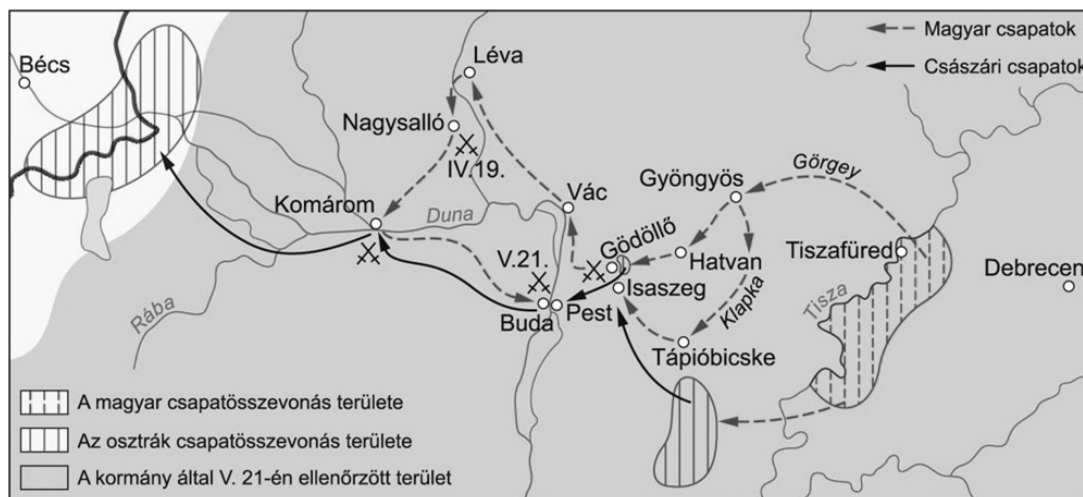 Bécs
Léva
Magyar csapatok
Császári csapatok
Nagysalló
IV.19.
Gyöngyös
Görgey
Komárom
Duna
Vác
V.21.
Gödöllő
Hatvan
Tiszafüred
Debrecen
Isaszeg
Klapka
Tisza
Rába
Buda
Pest
Tápióbicske
A magyar csapatösszevonás területe
Az osztrák csapatösszevonás területe
A kormány által V. 21-én ellenőrzött terület